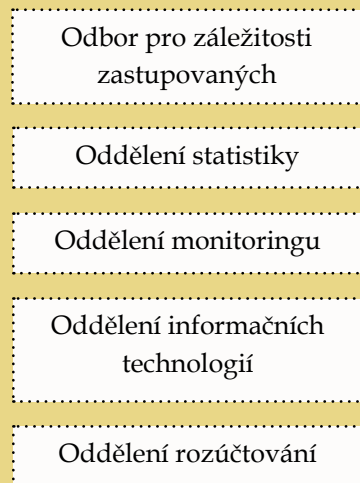 Odbor pro záležitosti
zastupovaných
Oddělení statistiky
Oddělení monitoringu
Oddělení informačních
technologií
Oddělení rozúčtování